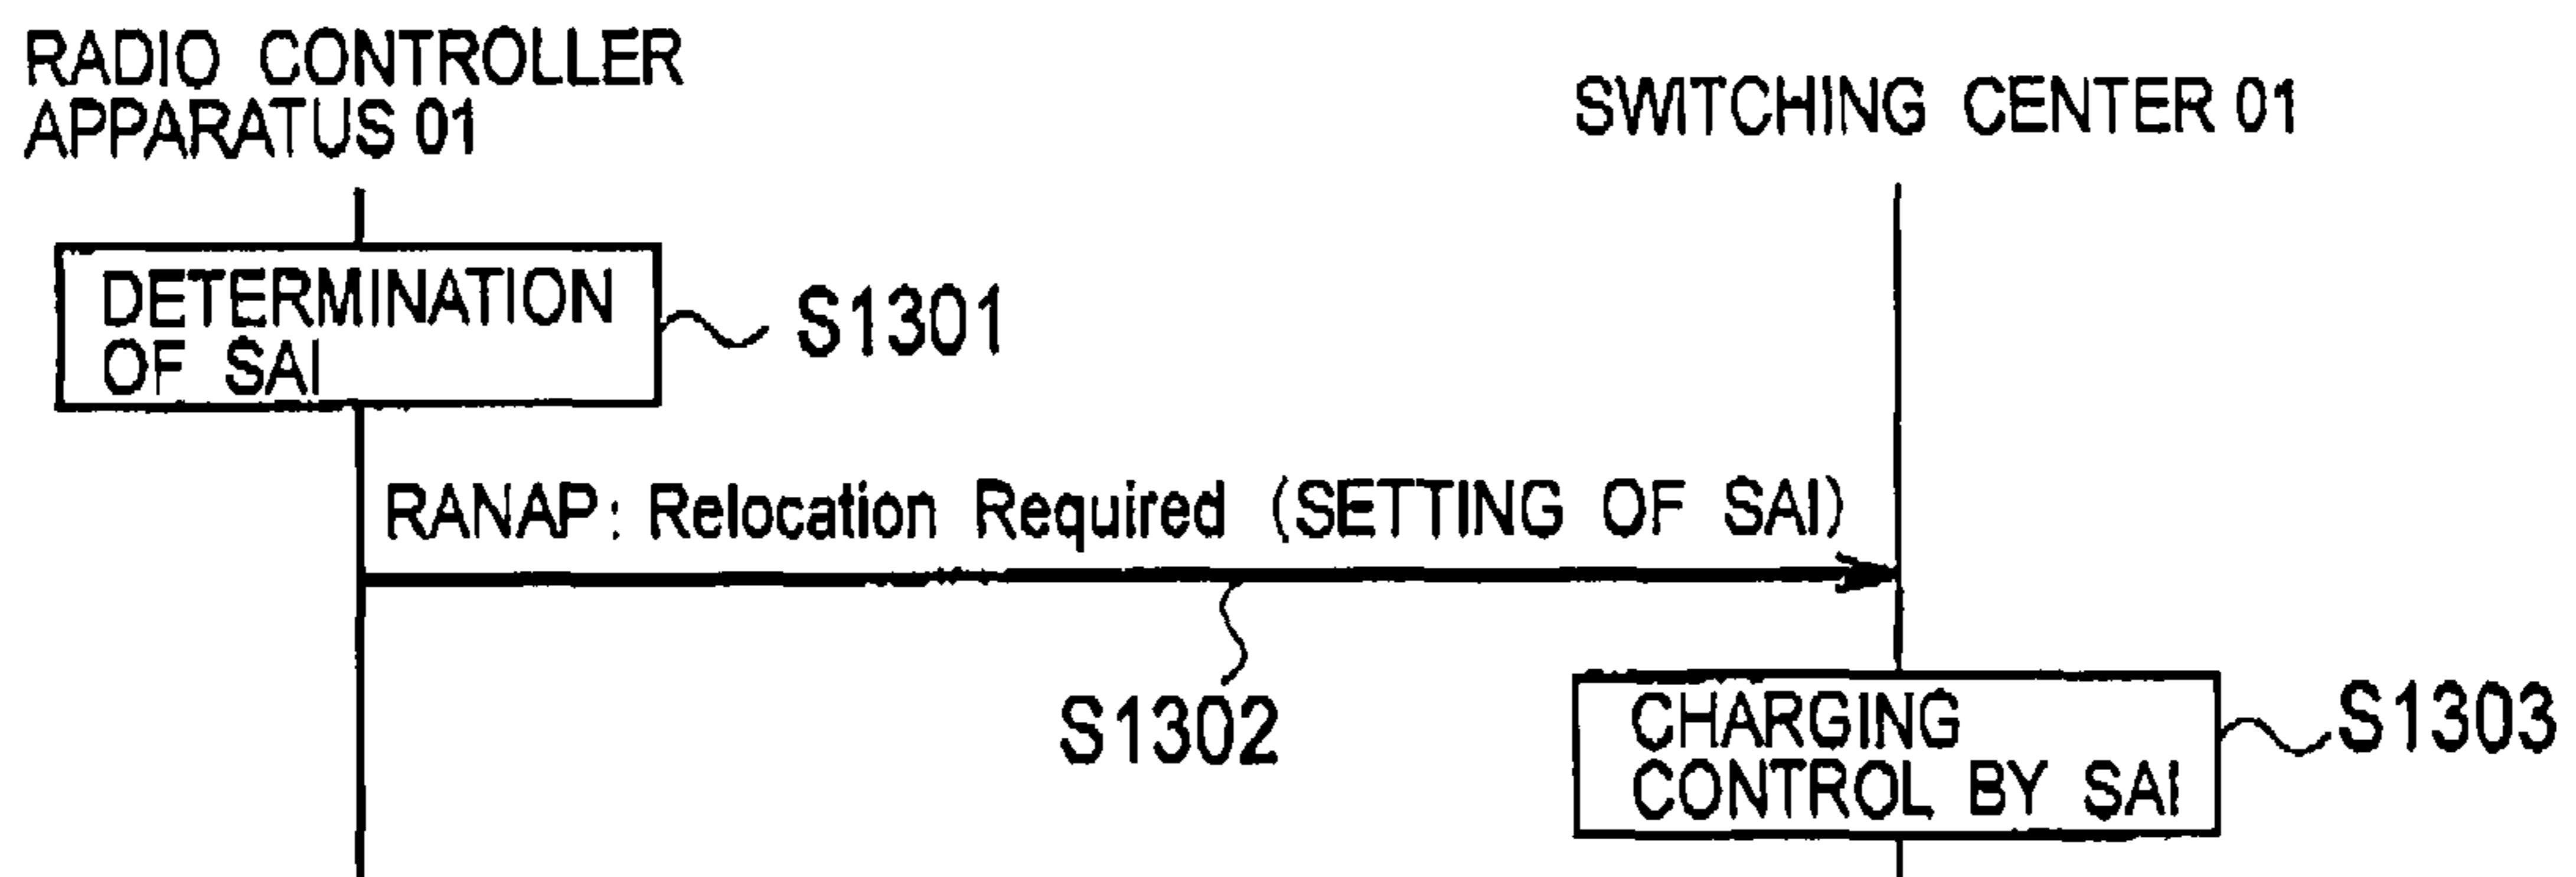 RADIO CONTROLLER
APPARATUS 01
SWITCHING CENTER 01
DETERMINATION
OF SAI
S1301
RANAP: Relocation Required (SETTING OF SAI)
S1302
CHARGING
CONTROL BY SAI
S1303